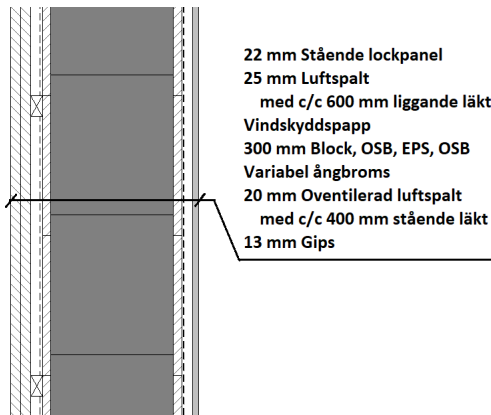 22 mm Stående lockpanel
25 mm Luftspalt
med c/c 600 mm liggande läkt
Vindskyddspapp
300 mm Block, OSB, EPS, OSB
Variabel ångbroms
20 mm Oventilerad luftspalt
med c/c 400 mm stående läkt
13 mm Gips